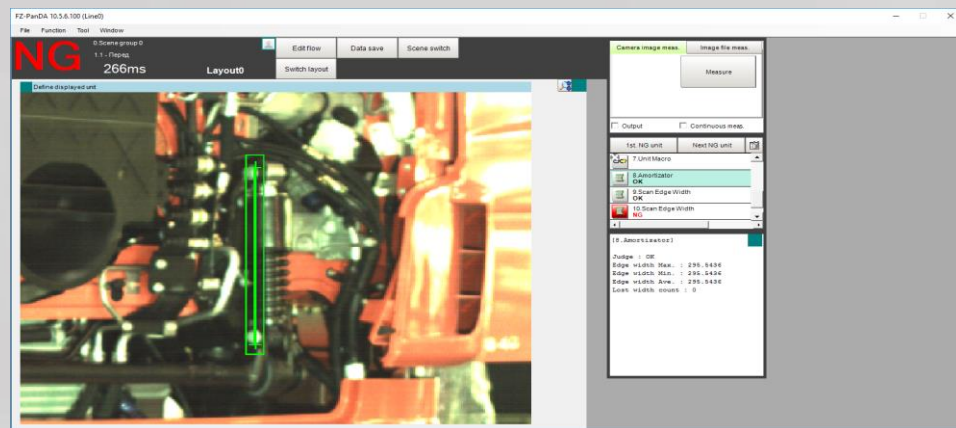 FZ-PanDA 10.5.6.100 (Line0)
File Function Tool Window
NG
0.Scene group 0
1.1 - Перед
266ms
Layout0
Edit flow
Data save
Scene switch
Switch layout
Define displayed unit
Camera image meas.
Image file meas.
Measure
Output
Continuous meas.
1st. NG unit
Next NG unit
7.Unit Macro
8.Amortizator
OK
9.Scan Edge Width
OK
10.Scan Edge Width
NG
[8.Amortizator]
Judge : OK
Edge width Max. : 295.5436
Edge width Min. : 295.5436
Edge width Ave. : 295.5436
Lost width count : 0